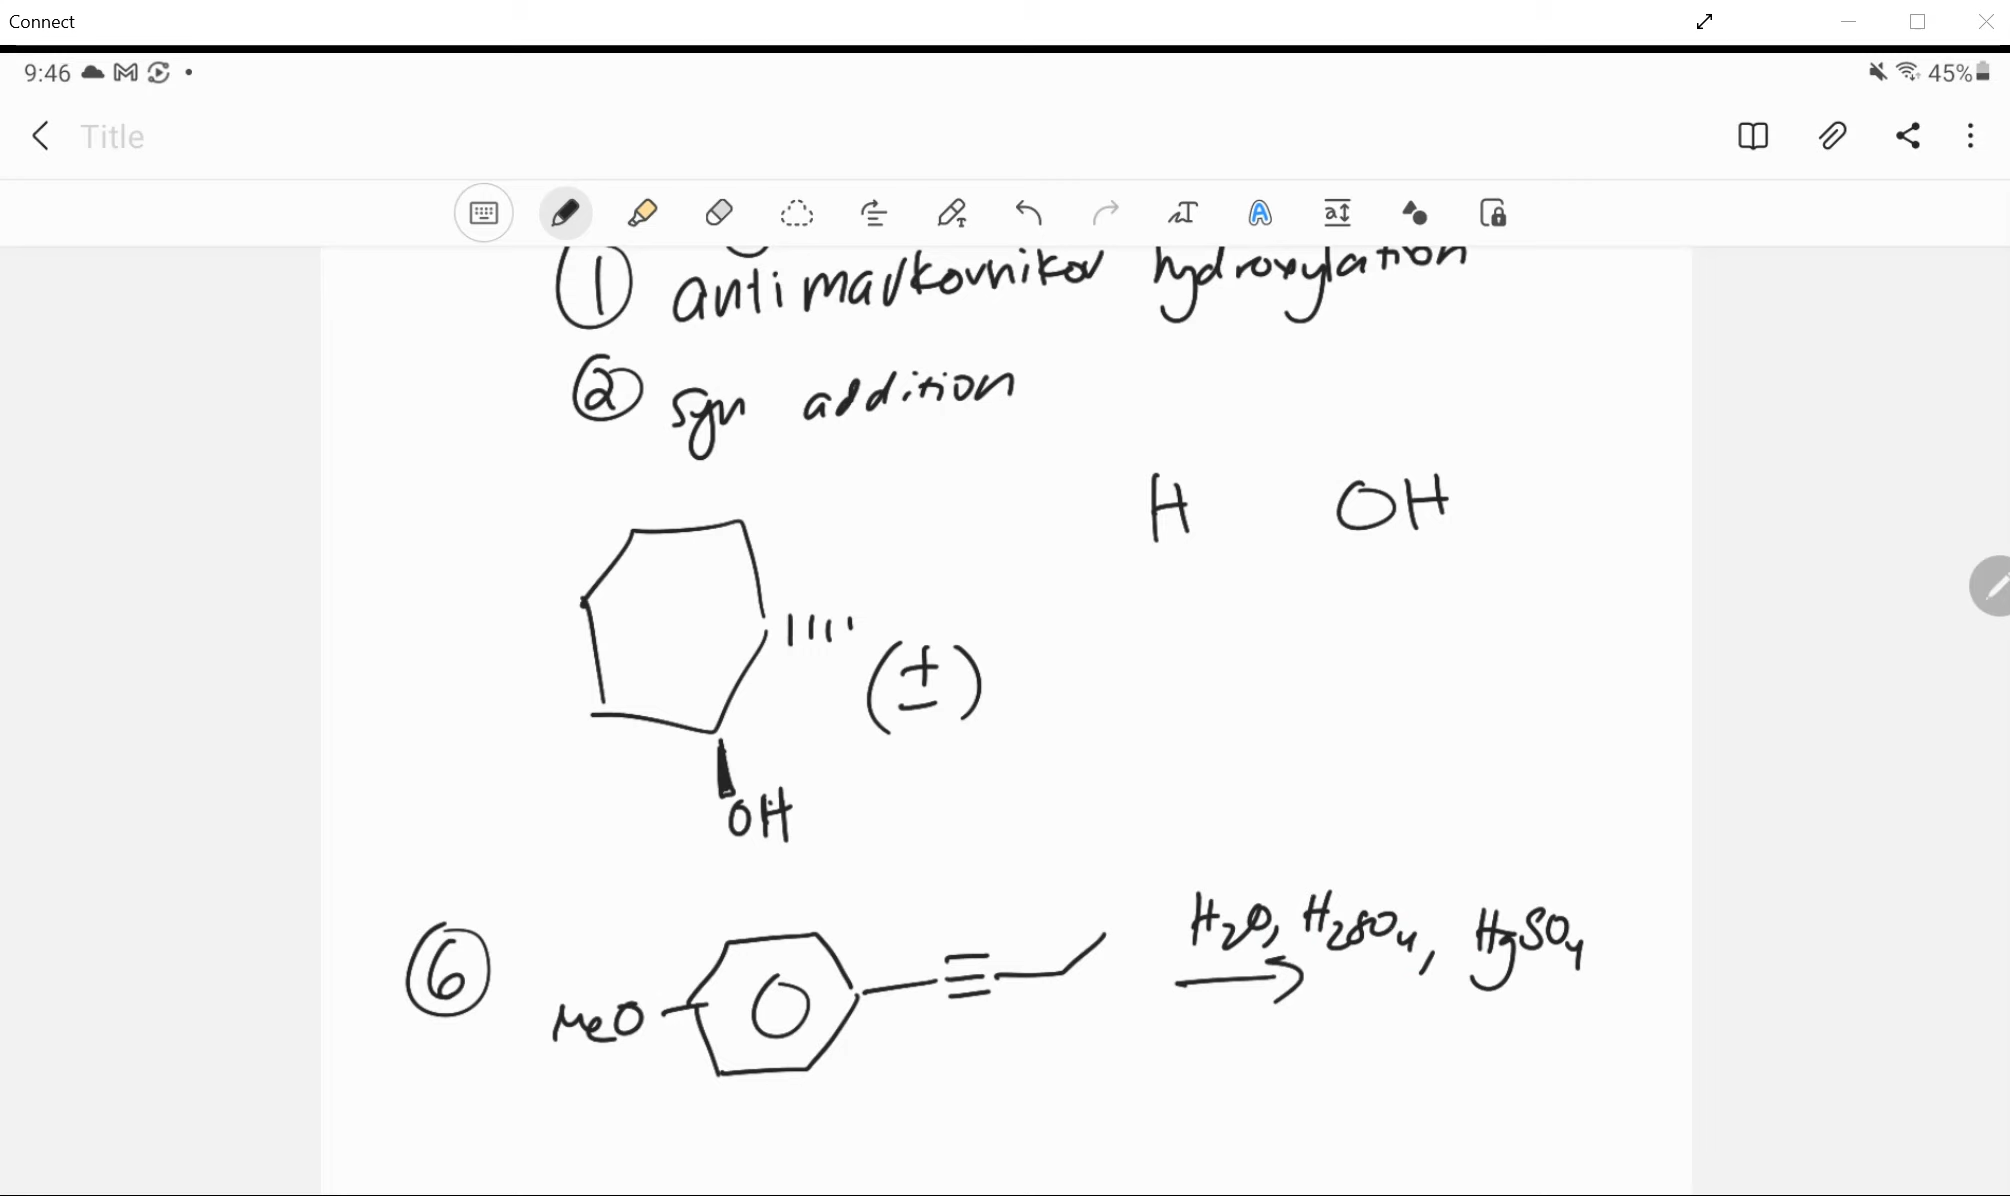 Connect
9:46 45%
Title
① antimarkovnikov hydroxylation
② syn addition
H OH
(±)
OH
⑥ MeO ≡ H₂O, H₂SO₄, HgSO₄